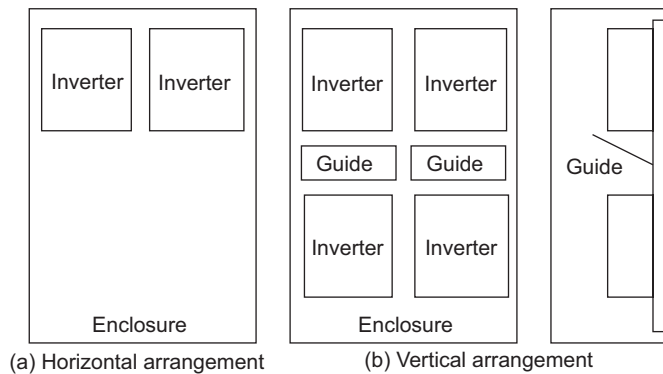 Inverter Inverter
Enclosure
(a) Horizontal arrangement
Inverter Inverter
Guide Guide
Inverter Inverter
Enclosure
Guide
(b) Vertical arrangement